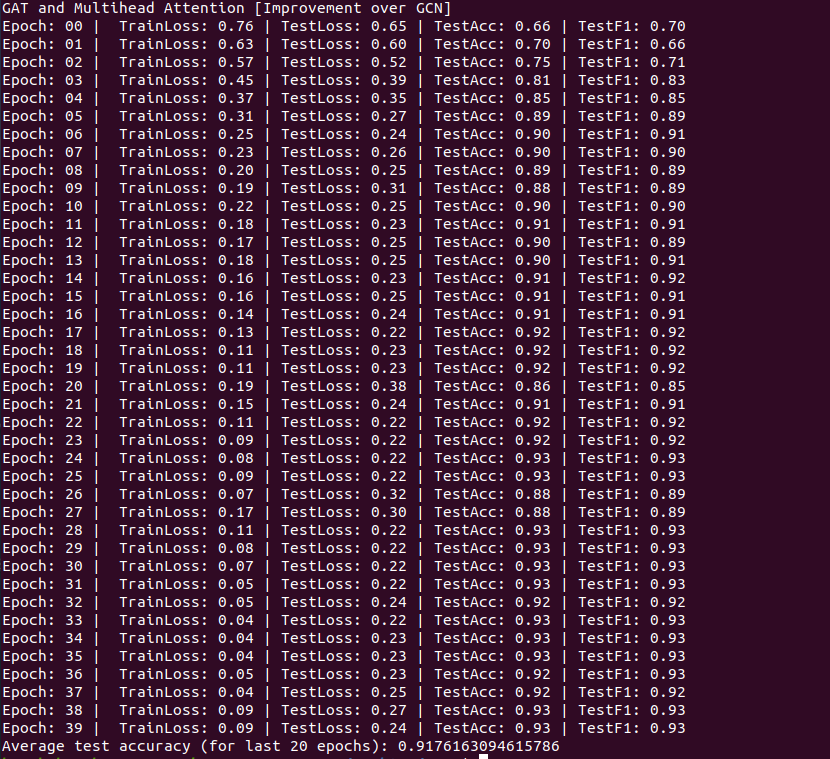 GAT and Multihead Attention [Improvement over GCN]
Epoch: 00 |  TrainLoss: 0.76 | TestLoss: 0.65 | TestAcc: 0.66 | TestF1: 0.70
Epoch: 01 |  TrainLoss: 0.63 | TestLoss: 0.60 | TestAcc: 0.70 | TestF1: 0.66
Epoch: 02 |  TrainLoss: 0.57 | TestLoss: 0.52 | TestAcc: 0.75 | TestF1: 0.71
Epoch: 03 |  TrainLoss: 0.45 | TestLoss: 0.39 | TestAcc: 0.81 | TestF1: 0.83
Epoch: 04 |  TrainLoss: 0.37 | TestLoss: 0.35 | TestAcc: 0.85 | TestF1: 0.85
Epoch: 05 |  TrainLoss: 0.31 | TestLoss: 0.27 | TestAcc: 0.89 | TestF1: 0.89
Epoch: 06 |  TrainLoss: 0.25 | TestLoss: 0.24 | TestAcc: 0.90 | TestF1: 0.91
Epoch: 07 |  TrainLoss: 0.23 | TestLoss: 0.26 | TestAcc: 0.90 | TestF1: 0.90
Epoch: 08 |  TrainLoss: 0.20 | TestLoss: 0.25 | TestAcc: 0.89 | TestF1: 0.89
Epoch: 09 |  TrainLoss: 0.19 | TestLoss: 0.31 | TestAcc: 0.88 | TestF1: 0.89
Epoch: 10 |  TrainLoss: 0.22 | TestLoss: 0.25 | TestAcc: 0.90 | TestF1: 0.90
Epoch: 11 |  TrainLoss: 0.18 | TestLoss: 0.23 | TestAcc: 0.91 | TestF1: 0.91
Epoch: 12 |  TrainLoss: 0.17 | TestLoss: 0.25 | TestAcc: 0.90 | TestF1: 0.89
Epoch: 13 |  TrainLoss: 0.18 | TestLoss: 0.25 | TestAcc: 0.90 | TestF1: 0.91
Epoch: 14 |  TrainLoss: 0.16 | TestLoss: 0.23 | TestAcc: 0.91 | TestF1: 0.92
Epoch: 15 |  TrainLoss: 0.16 | TestLoss: 0.25 | TestAcc: 0.91 | TestF1: 0.91
Epoch: 16 |  TrainLoss: 0.14 | TestLoss: 0.24 | TestAcc: 0.91 | TestF1: 0.91
Epoch: 17 |  TrainLoss: 0.13 | TestLoss: 0.22 | TestAcc: 0.92 | TestF1: 0.92
Epoch: 18 |  TrainLoss: 0.11 | TestLoss: 0.23 | TestAcc: 0.92 | TestF1: 0.92
Epoch: 19 |  TrainLoss: 0.11 | TestLoss: 0.23 | TestAcc: 0.92 | TestF1: 0.92
Epoch: 20 |  TrainLoss: 0.19 | TestLoss: 0.38 | TestAcc: 0.86 | TestF1: 0.85
Epoch: 21 |  TrainLoss: 0.15 | TestLoss: 0.24 | TestAcc: 0.91 | TestF1: 0.91
Epoch: 22 |  TrainLoss: 0.11 | TestLoss: 0.22 | TestAcc: 0.92 | TestF1: 0.92
Epoch: 23 |  TrainLoss: 0.09 | TestLoss: 0.22 | TestAcc: 0.92 | TestF1: 0.92
Epoch: 24 |  TrainLoss: 0.08 | TestLoss: 0.22 | TestAcc: 0.93 | TestF1: 0.93
Epoch: 25 |  TrainLoss: 0.09 | TestLoss: 0.22 | TestAcc: 0.93 | TestF1: 0.93
Epoch: 26 |  TrainLoss: 0.07 | TestLoss: 0.32 | TestAcc: 0.88 | TestF1: 0.89
Epoch: 27 |  TrainLoss: 0.17 | TestLoss: 0.30 | TestAcc: 0.88 | TestF1: 0.89
Epoch: 28 |  TrainLoss: 0.11 | TestLoss: 0.22 | TestAcc: 0.93 | TestF1: 0.93
Epoch: 29 |  TrainLoss: 0.08 | TestLoss: 0.22 | TestAcc: 0.93 | TestF1: 0.93
Epoch: 30 |  TrainLoss: 0.07 | TestLoss: 0.22 | TestAcc: 0.93 | TestF1: 0.93
Epoch: 31 |  TrainLoss: 0.05 | TestLoss: 0.22 | TestAcc: 0.93 | TestF1: 0.93
Epoch: 32 |  TrainLoss: 0.05 | TestLoss: 0.24 | TestAcc: 0.92 | TestF1: 0.92
Epoch: 33 |  TrainLoss: 0.04 | TestLoss: 0.22 | TestAcc: 0.93 | TestF1: 0.93
Epoch: 34 |  TrainLoss: 0.04 | TestLoss: 0.23 | TestAcc: 0.93 | TestF1: 0.93
Epoch: 35 |  TrainLoss: 0.04 | TestLoss: 0.23 | TestAcc: 0.93 | TestF1: 0.93
Epoch: 36 |  TrainLoss: 0.05 | TestLoss: 0.23 | TestAcc: 0.92 | TestF1: 0.93
Epoch: 37 |  TrainLoss: 0.04 | TestLoss: 0.25 | TestAcc: 0.92 | TestF1: 0.92
Epoch: 38 |  TrainLoss: 0.09 | TestLoss: 0.27 | TestAcc: 0.93 | TestF1: 0.93
Epoch: 39 |  TrainLoss: 0.09 | TestLoss: 0.24 | TestAcc: 0.93 | TestF1: 0.93
Average test accuracy (for last 20 epochs): 0.9176163094615786